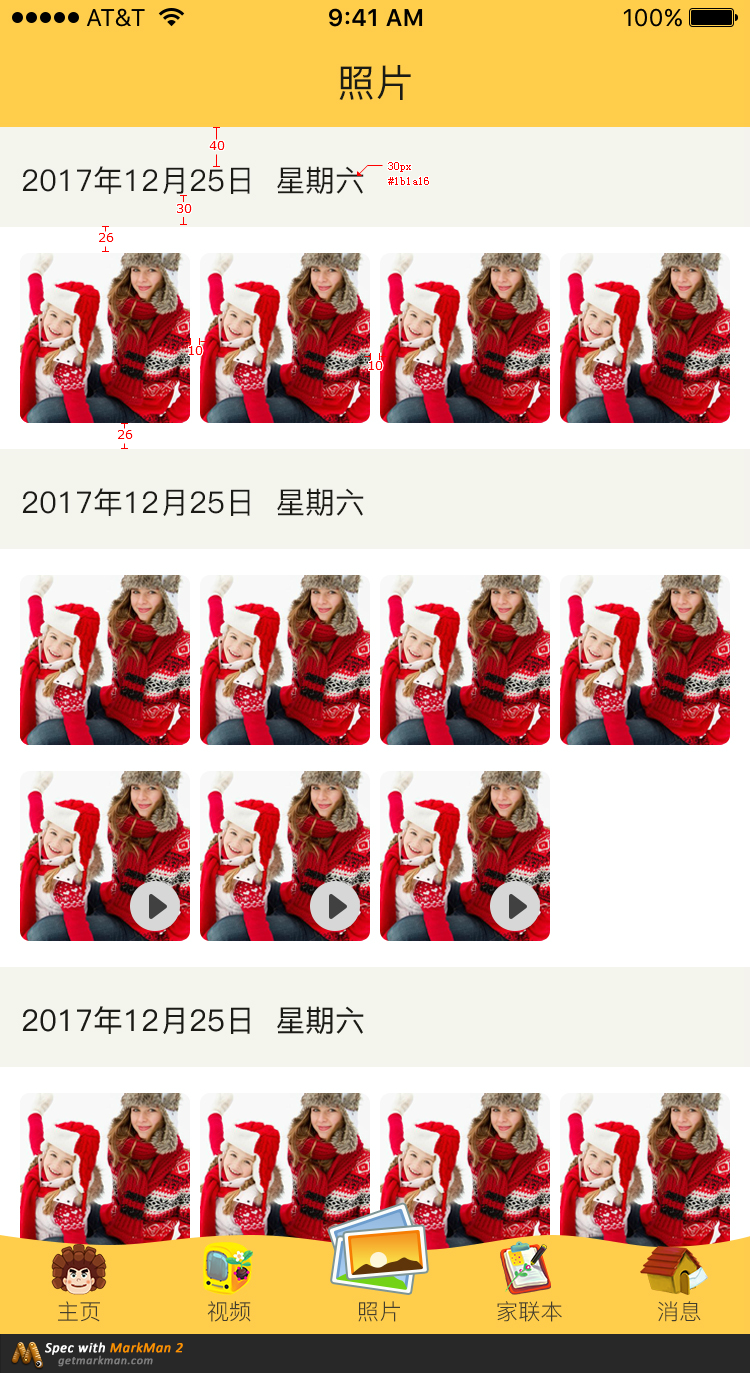 AT&T 9:41 AM 100%
照片
40
2017年12月25日 星期六
30px
#1b1a16
30
26
10
10
26
2017年12月25日 星期六
2017年12月25日 星期六
主页 视频 照片 家联本 消息
Spec with MarkMan 2
getmarkman.com